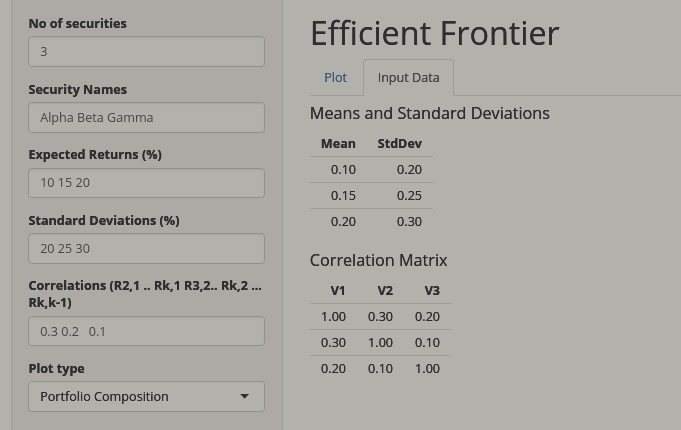 No of securities
3
Security Names
Alpha Beta Gamma
Expected Returns (%)
10 15 20
Standard Deviations (%)
20 25 30
Correlations (R2,1 .. Rk,1 R3,2.. Rk,2 ...
Rk,k-1)
0.3 0.2 0.1
Plot type
Portfolio Composition
Efficient Frontier
Plot Input Data
Means and Standard Deviations
Mean StdDev
0.10 0.20
0.15 0.25
0.20 0.30
Correlation Matrix
V1 V2 V3
1.00 0.30 0.20
0.30 1.00 0.10
0.20 0.10 1.00